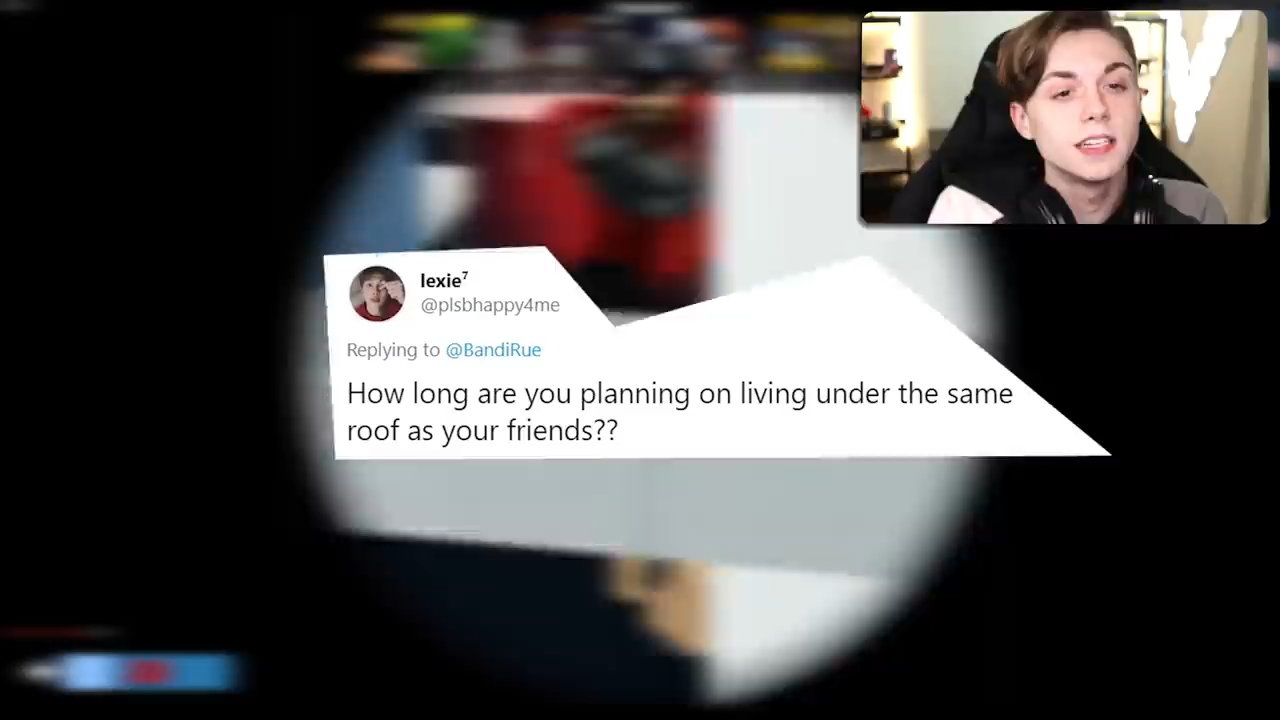 lexie⁷
@plsbhappy4me
Replying to @BandiRue
How long are you planning on living under the same
roof as your friends??